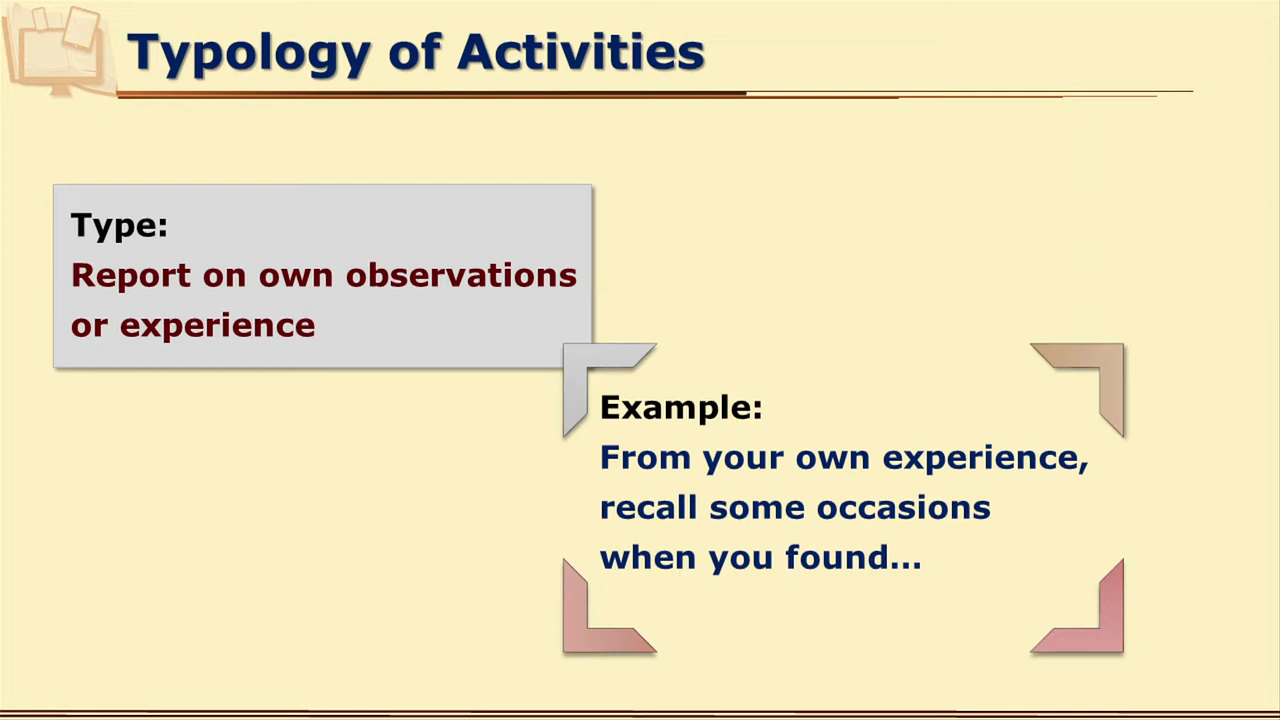 Typology of Activities
Type:
Report on own observations
or experience
Example:
From your own experience,
recall some occasions
when you found...